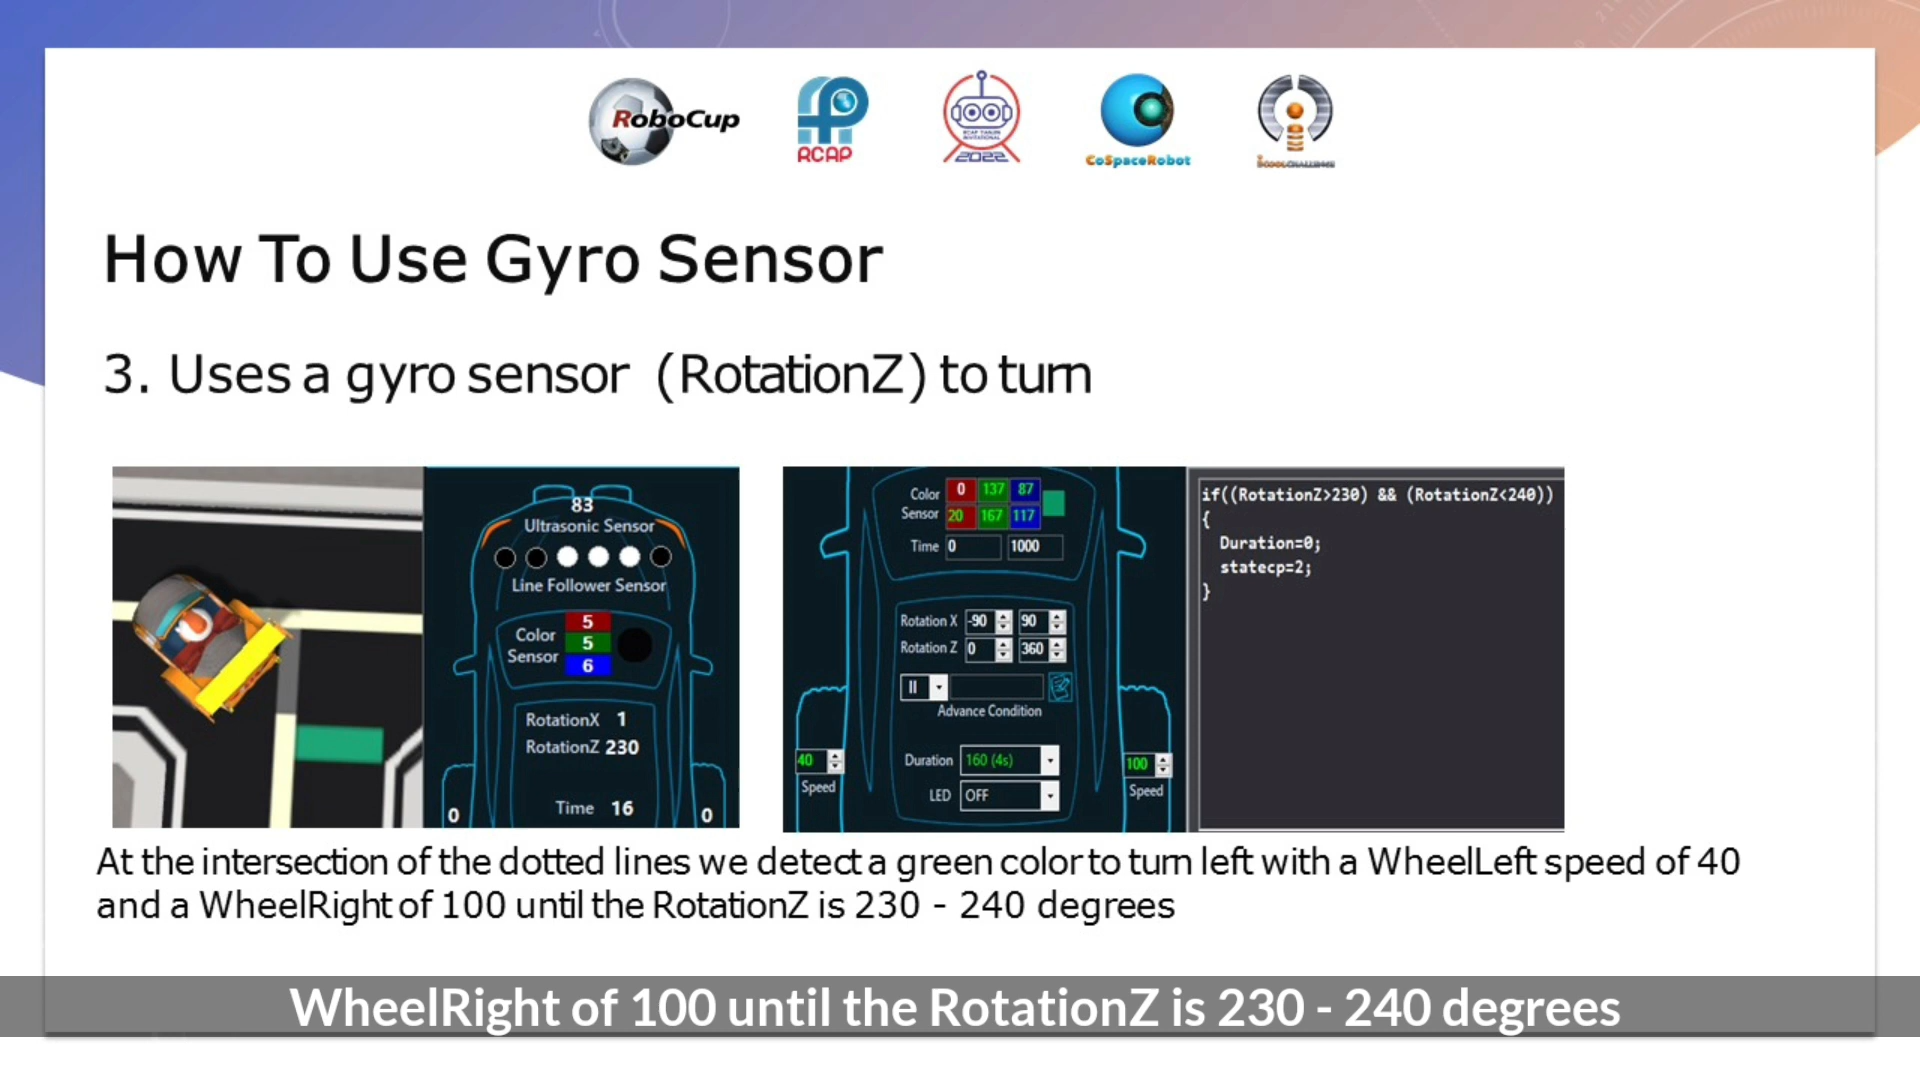 RoboCup
RCAP
RCAP TIANJIN
INVITATIONAL
2022
CoSpaceRobot
How To Use Gyro Sensor
3. Uses a gyro sensor (RotationZ) to turn
83
Ultrasonic Sensor
Line Follower Sensor
Color
Sensor
5
5
6
RotationX 1
RotationZ 230
Time 16
0
0
Color
Sensor
0 137 87
20 167 117
Time 0 1000
Rotation X -90 90
Rotation Z 0 360
II
Advance Condition
Duration 160 (4s)
LED OFF
40
Speed
100
Speed
if((RotationZ>230) && (RotationZ<240))
{
Duration=0;
statecp=2;
}
At the intersection of the dotted lines we detect a green color to turn left with a WheelLeft speed of 40
and a WheelRight of 100 until the RotationZ is 230 - 240 degrees
WheelRight of 100 until the RotationZ is 230 - 240 degrees